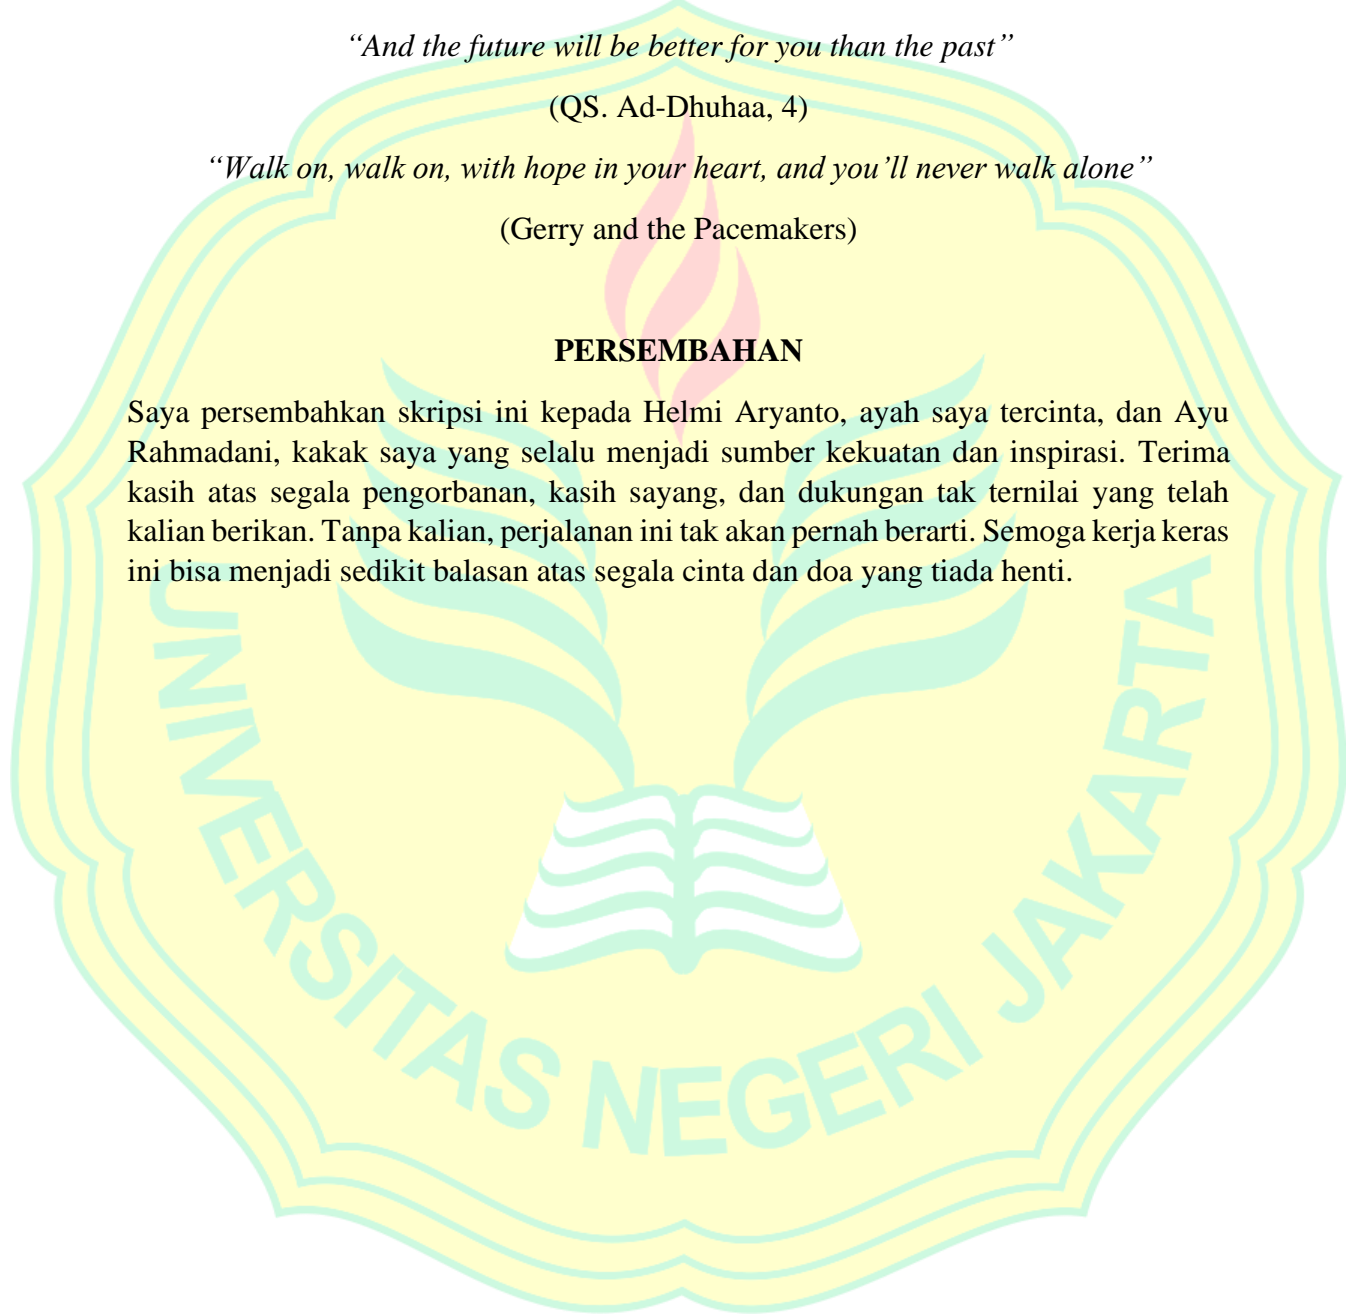 “And the future will be better for you than the past”
(QS. Ad-Dhuhaa, 4)
“Walk on, walk on, with hope in your heart, and you’ll never walk alone”
(Gerry and the Pacemakers)
PERSEMBAHAN
Saya persembahkan skripsi ini kepada Helmi Aryanto, ayah saya tercinta, dan Ayu
Rahmadani, kakak saya yang selalu menjadi sumber kekuatan dan inspirasi. Terima
kasih atas segala pengorbanan, kasih sayang, dan dukungan tak ternilai yang telah
kalian berikan. Tanpa kalian, perjalanan ini tak akan pernah berarti. Semoga kerja keras
ini bisa menjadi sedikit balasan atas segala cinta dan doa yang tiada henti.
UNIVERSITAS NEGERI JAKARTA